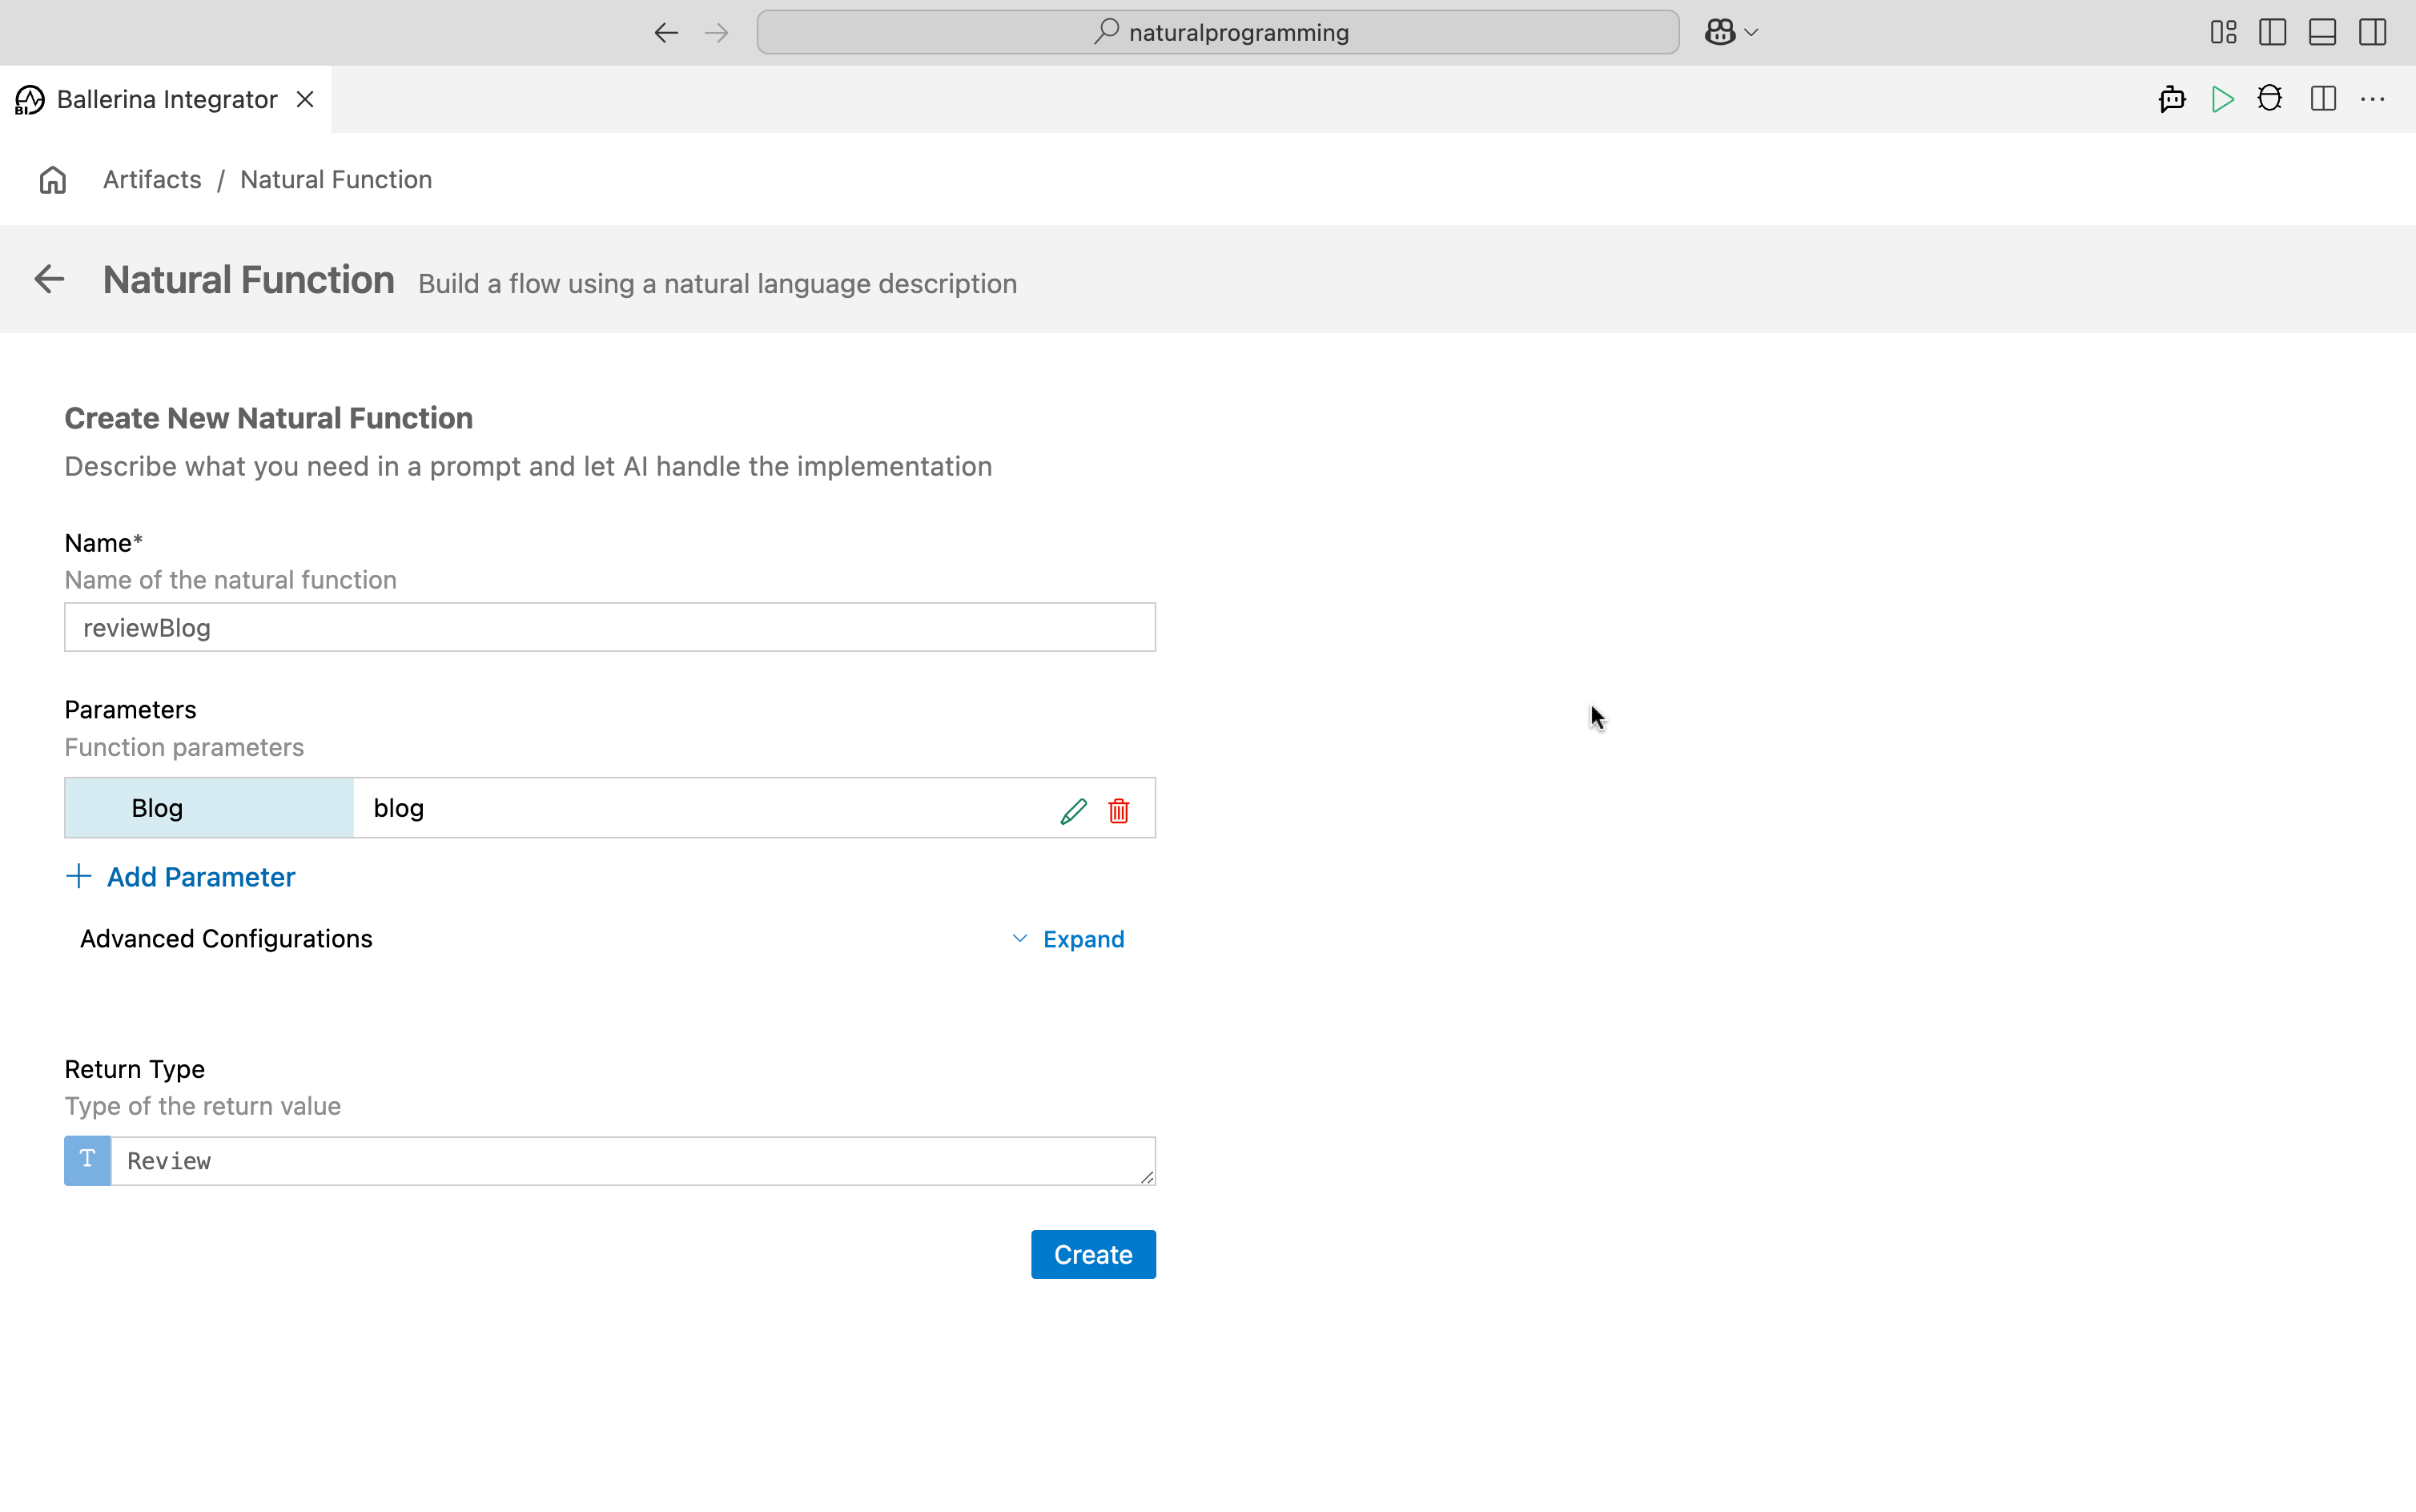 naturalprogramming
BI Ballerina Integrator
Artifacts / Natural Function
Natural Function Build a flow using a natural language description
Create New Natural Function
Describe what you need in a prompt and let AI handle the implementation
Name*
Name of the natural function
reviewBlog
Parameters
Function parameters
Blog blog
Add Parameter
Advanced Configurations Expand
Return Type
Type of the return value
T Review
Create